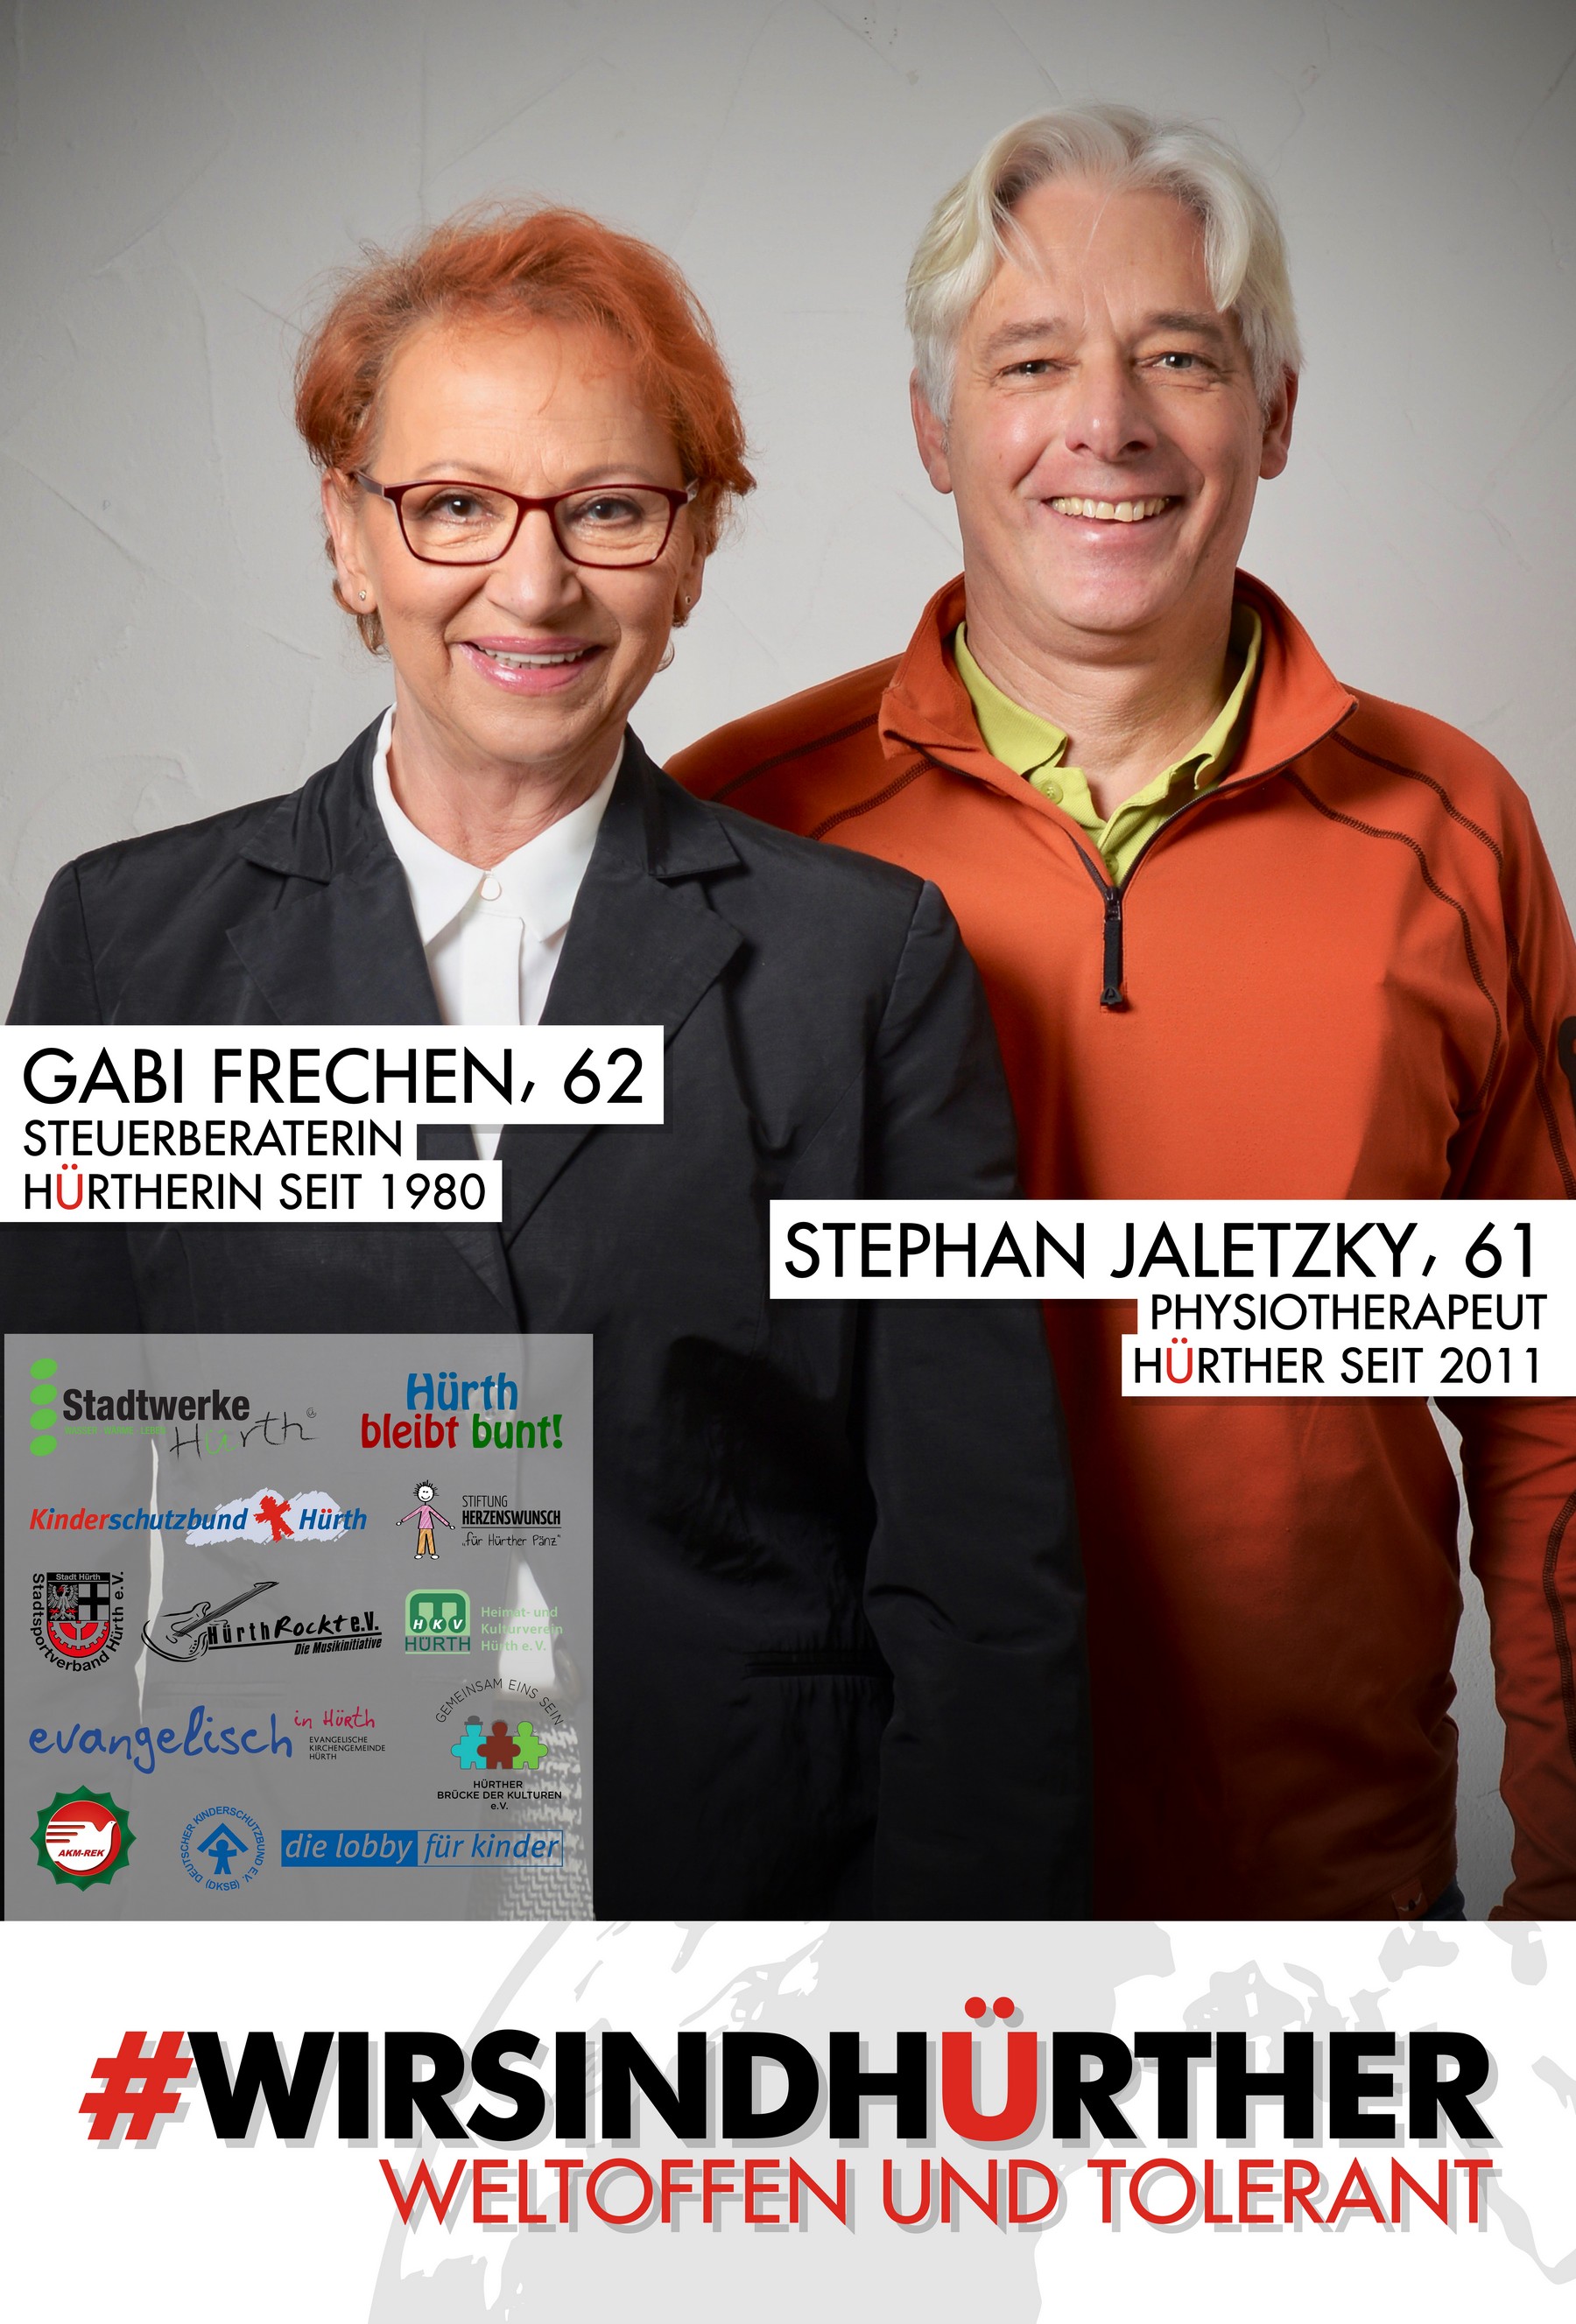 GABI FRECHEN, 62
STEUERBERATERIN
HÜRTHERIN SEIT 1980
STEPHAN JALETZKY, 61
PHYSIOTHERAPEUT
HÜRTHER SEIT 2011
Stadtwerke
Hürth
Hürth
bleibt bunt!
Kinderschutzbund Hürth
STIFTUNG
HERZENSWUNSCH
„für Hürther Pänz"
Stadt Hürth
Stadtsportverband Hürth e.V.
HürthRockt e.V.
Die Musikinitiative
HKV
HÜRTH
Heimat- und
Kulturverein
Hürth e. V.
evangelisch in Hürth
EVANGELISCHE
KIRCHENGEMEINDE
HÜRTH
GEMEINSAM EINS SEIN
HÜRTHER
BRÜCKE DER KULTUREN
e.V.
AKM-REK
DEUTSCHER KINDERSCHUTZBUND E.V.
(DKSB)
die lobby für kinder
#WIRSINDHÜRTHER
WELTOFFEN UND TOLERANT